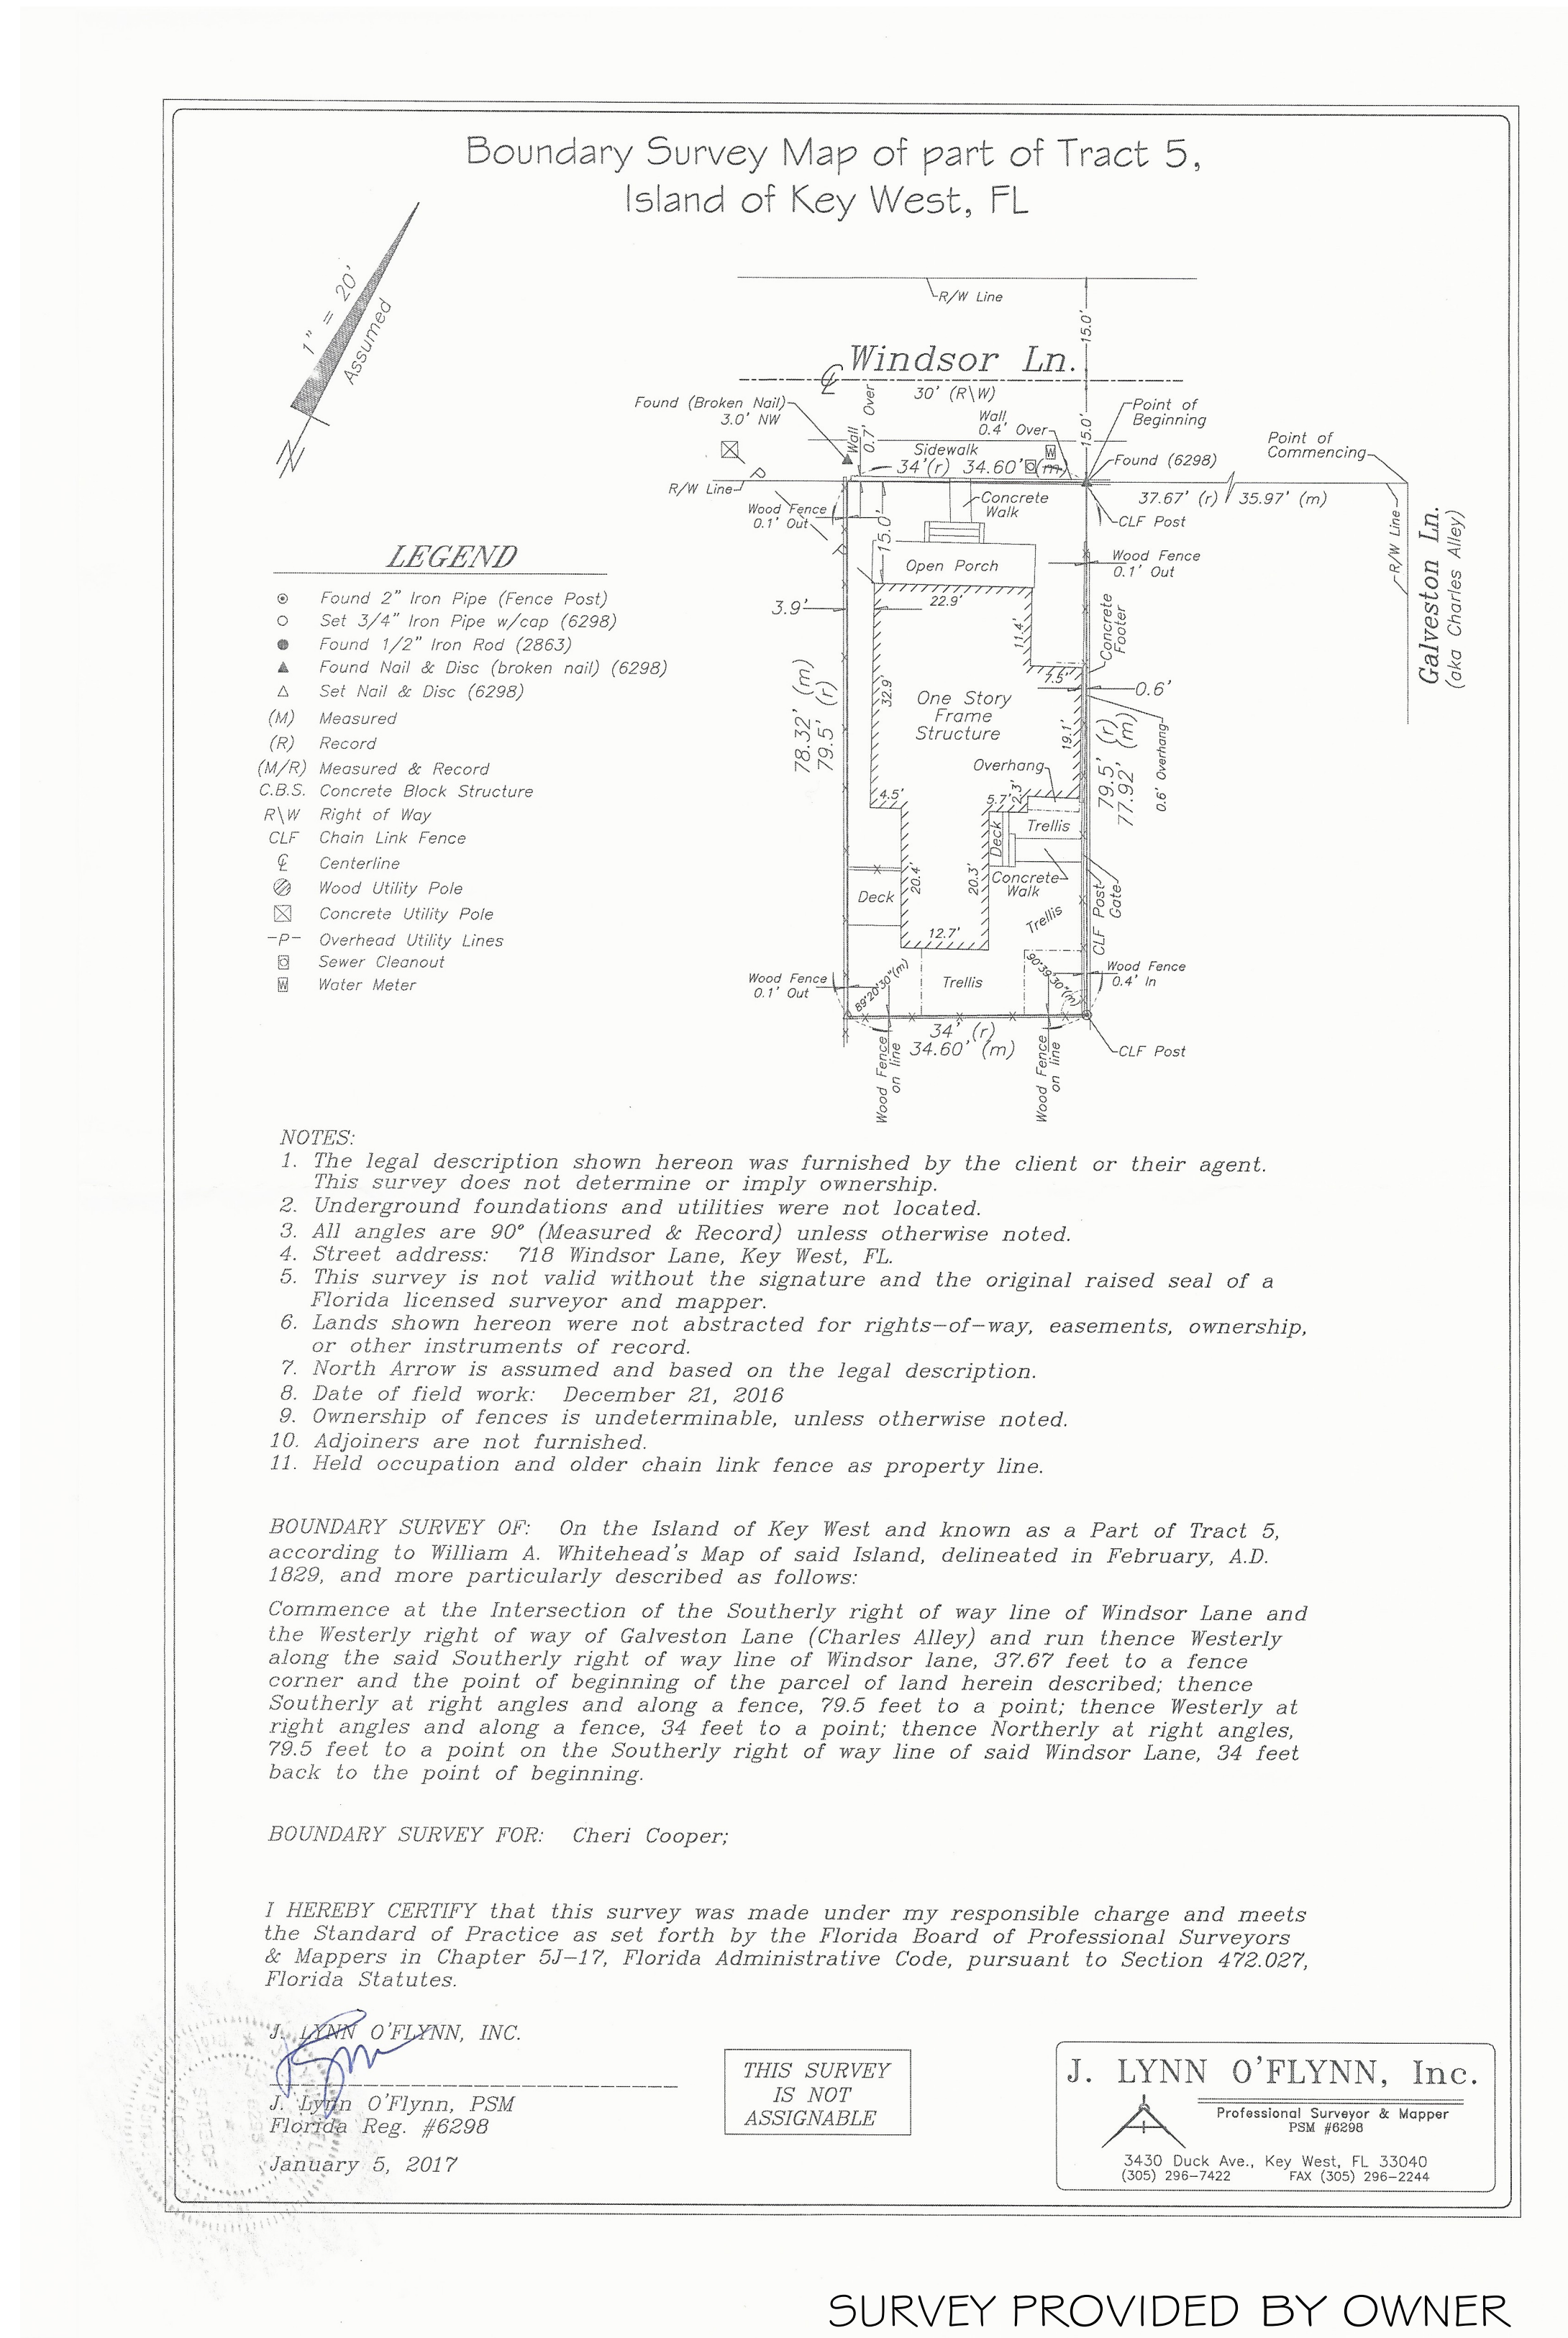 Boundary Survey Map of part of Tract 5,
Island of Key West, FL
1" = 20'
Assumed
N
R/W Line
15.0'
Windsor Ln.
℄
30' (R\W)
Found (Broken Nail)
3.0' NW
Wall
0.7' Over
Wall
0.4' Over
15.0'
Point of
Beginning
Sidewalk
W
Point of
Commencing
34'(r) 34.60' (m)
Found (6298)
P
R/W Line
37.67' (r) 35.97' (m)
Wood Fence
0.1' Out
Concrete
Walk
CLF Post
R/W Line
Galveston Ln.
(aka Charles Alley)
15.0'
P
Open Porch
Wood Fence
0.1' Out
3.9'
22.9'
11.4'
Concrete
Footer
7.5'
0.6'
78.32' (m)
79.5' (r)
32.9'
One Story
Frame
Structure
19.1'
79.5' (r)
77.92' (m)
0.6' Overhang
Overhang
4.5'
5.7'
2.3'
Deck
Trellis
20.4'
20.3'
Concrete
Walk
Deck
Trellis
CLF Post
Gate
12.7'
Wood Fence
0.1' Out
89°20'30"(m)
Trellis
90°39'30"(m)
Wood Fence
0.4' In
34' (r)
34.60' (m)
Wood Fence
on line
Wood Fence
on line
CLF Post
LEGEND
Found 2" Iron Pipe (Fence Post)
Set 3/4" Iron Pipe w/cap (6298)
Found 1/2" Iron Rod (2863)
Found Nail & Disc (broken nail) (6298)
Set Nail & Disc (6298)
(M) Measured
(R) Record
(M/R) Measured & Record
C.B.S. Concrete Block Structure
R\W Right of Way
CLF Chain Link Fence
℄ Centerline
Wood Utility Pole
Concrete Utility Pole
-P- Overhead Utility Lines
Sewer Cleanout
W Water Meter
NOTES:
1. The legal description shown hereon was furnished by the client or their agent.
This survey does not determine or imply ownership.
2. Underground foundations and utilities were not located.
3. All angles are 90° (Measured & Record) unless otherwise noted.
4. Street address: 718 Windsor Lane, Key West, FL.
5. This survey is not valid without the signature and the original raised seal of a
Florida licensed surveyor and mapper.
6. Lands shown hereon were not abstracted for rights-of-way, easements, ownership,
or other instruments of record.
7. North Arrow is assumed and based on the legal description.
8. Date of field work: December 21, 2016
9. Ownership of fences is undeterminable, unless otherwise noted.
10. Adjoiners are not furnished.
11. Held occupation and older chain link fence as property line.
BOUNDARY SURVEY OF: On the Island of Key West and known as a Part of Tract 5,
according to William A. Whitehead's Map of said Island, delineated in February, A.D.
1829, and more particularly described as follows:
Commence at the Intersection of the Southerly right of way line of Windsor Lane and
the Westerly right of way of Galveston Lane (Charles Alley) and run thence Westerly
along the said Southerly right of way line of Windsor lane, 37.67 feet to a fence
corner and the point of beginning of the parcel of land herein described; thence
Southerly at right angles and along a fence, 79.5 feet to a point; thence Westerly at
right angles and along a fence, 34 feet to a point; thence Northerly at right angles,
79.5 feet to a point on the Southerly right of way line of said Windsor Lane, 34 feet
back to the point of beginning.
BOUNDARY SURVEY FOR: Cheri Cooper;
I HEREBY CERTIFY that this survey was made under my responsible charge and meets
the Standard of Practice as set forth by the Florida Board of Professional Surveyors
& Mappers in Chapter 5J-17, Florida Administrative Code, pursuant to Section 472.027,
Florida Statutes.
J. LYNN O'FLYNN, INC.
J. Lynn O'Flynn, PSM
Florida Reg. #6298
January 5, 2017
THIS SURVEY
IS NOT
ASSIGNABLE
J. LYNN O'FLYNN, Inc.
Professional Surveyor & Mapper
PSM #6298
3430 Duck Ave., Key West, FL 33040
(305) 296-7422 FAX (305) 296-2244
SURVEY PROVIDED BY OWNER